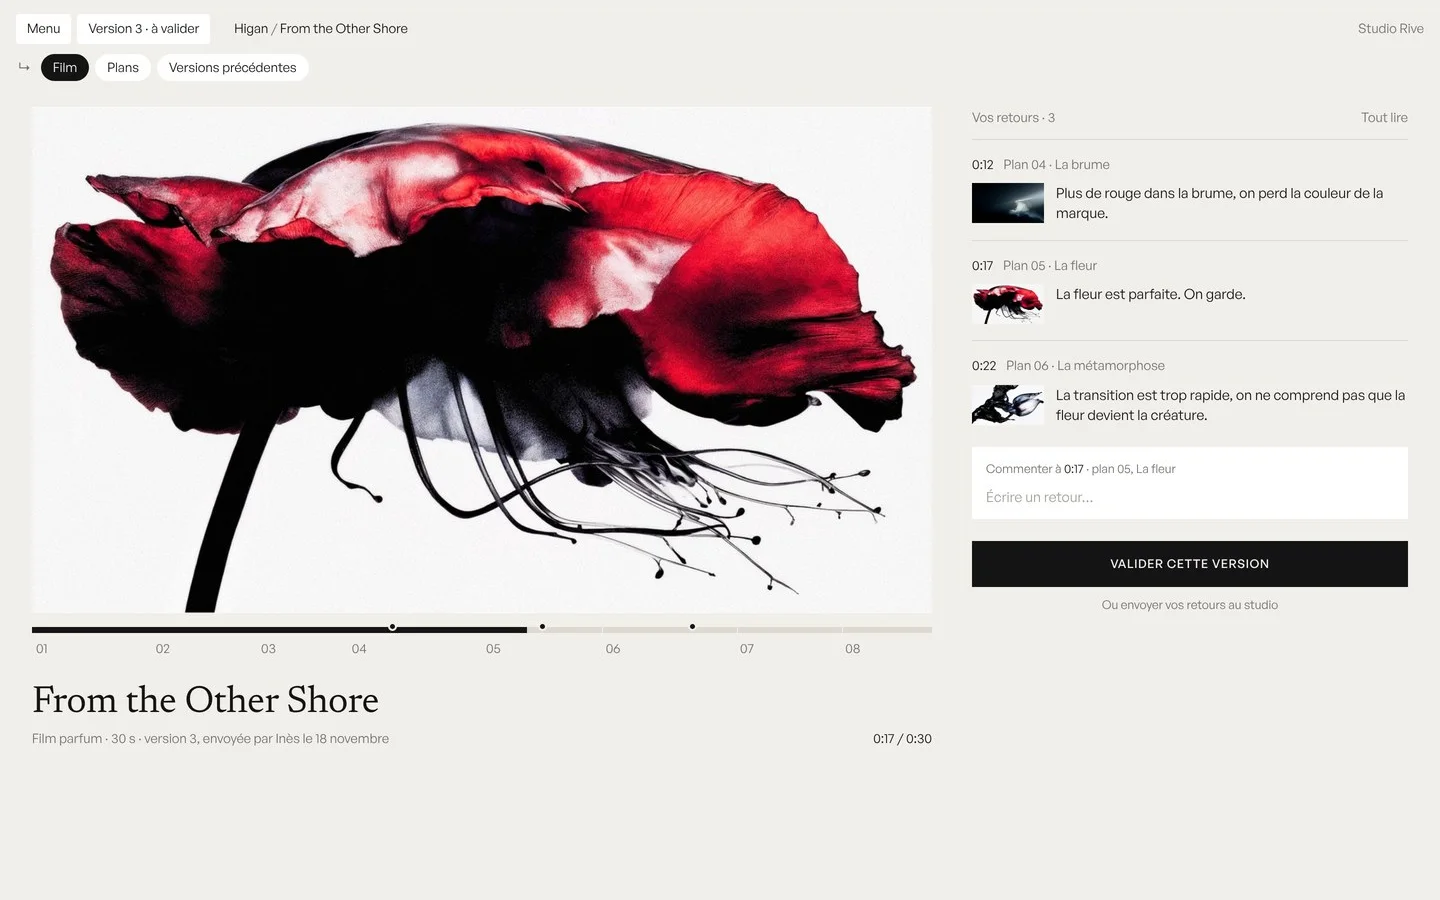 Menu
Version 3 · à valider
Higan / From the Other Shore
Studio Rive
Film
Plans
Versions précédentes
Vos retours · 3
Tout lire
0:12 Plan 04 · La brume
Plus de rouge dans la brume, on perd la couleur de la
marque.
0:17 Plan 05 · La fleur
La fleur est parfaite. On garde.
0:22 Plan 06 · La métamorphose
La transition est trop rapide, on ne comprend pas que la
fleur devient la créature.
Commenter à 0:17 · plan 05, La fleur
Écrire un retour...
VALIDER CETTE VERSION
Ou envoyer vos retours au studio
01 02 03 04 05 06 07 08
From the Other Shore
Film parfum · 30 s · version 3, envoyée par Inès le 18 novembre
0:17 / 0:30